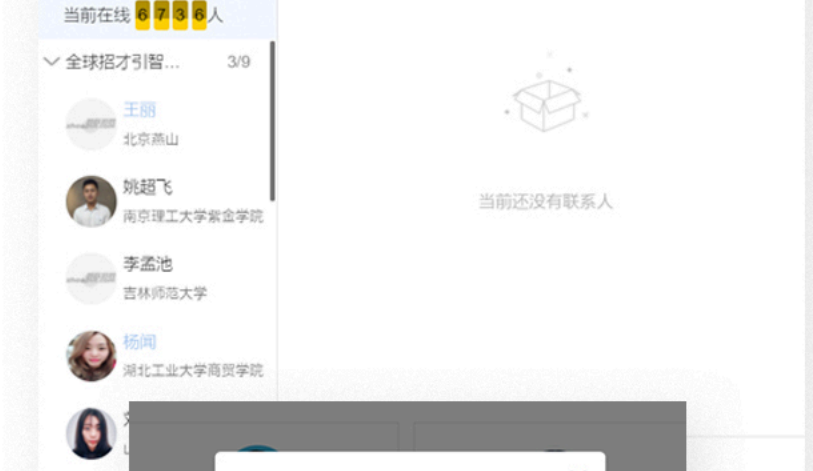 当前在线 6736人
全球招才引智... 3/9
王丽
北京燕山
姚超飞
南京理工大学紫金学院
李孟池
吉林师范大学
杨闻
湖北工业大学商贸学院
当前还没有联系人